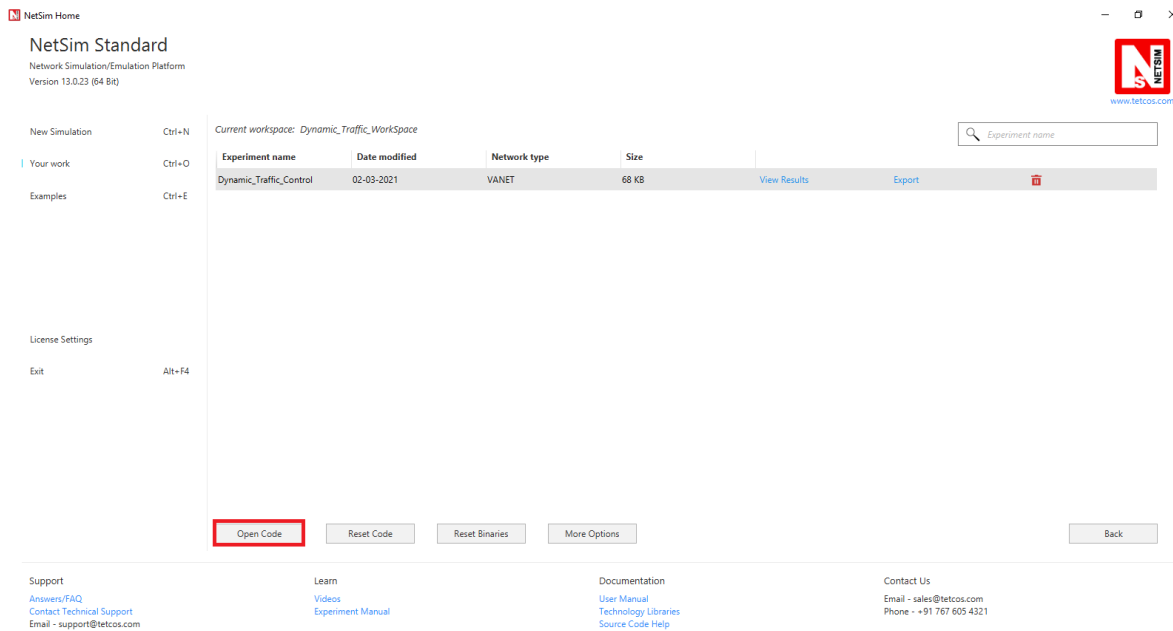 NetSim Home
NetSim Standard
Network Simulation/Emulation Platform
Version 13.0.23 (64 Bit)
N
S
NETSIM
www.tetcos.com
New Simulation Ctrl+N
Your work Ctrl+O
Examples Ctrl+E
License Settings
Exit Alt+F4
Current workspace: Dynamic_Traffic_WorkSpace
Experiment name
Experiment name Date modified Network type Size
Dynamic_Traffic_Control 02-03-2021 VANET 68 KB View Results Export
Open Code Reset Code Reset Binaries More Options Back
Support
Answers/FAQ
Contact Technical Support
Email - support@tetcos.com
Learn
Videos
Experiment Manual
Documentation
User Manual
Technology Libraries
Source Code Help
Contact Us
Email - sales@tetcos.com
Phone - +91 767 605 4321